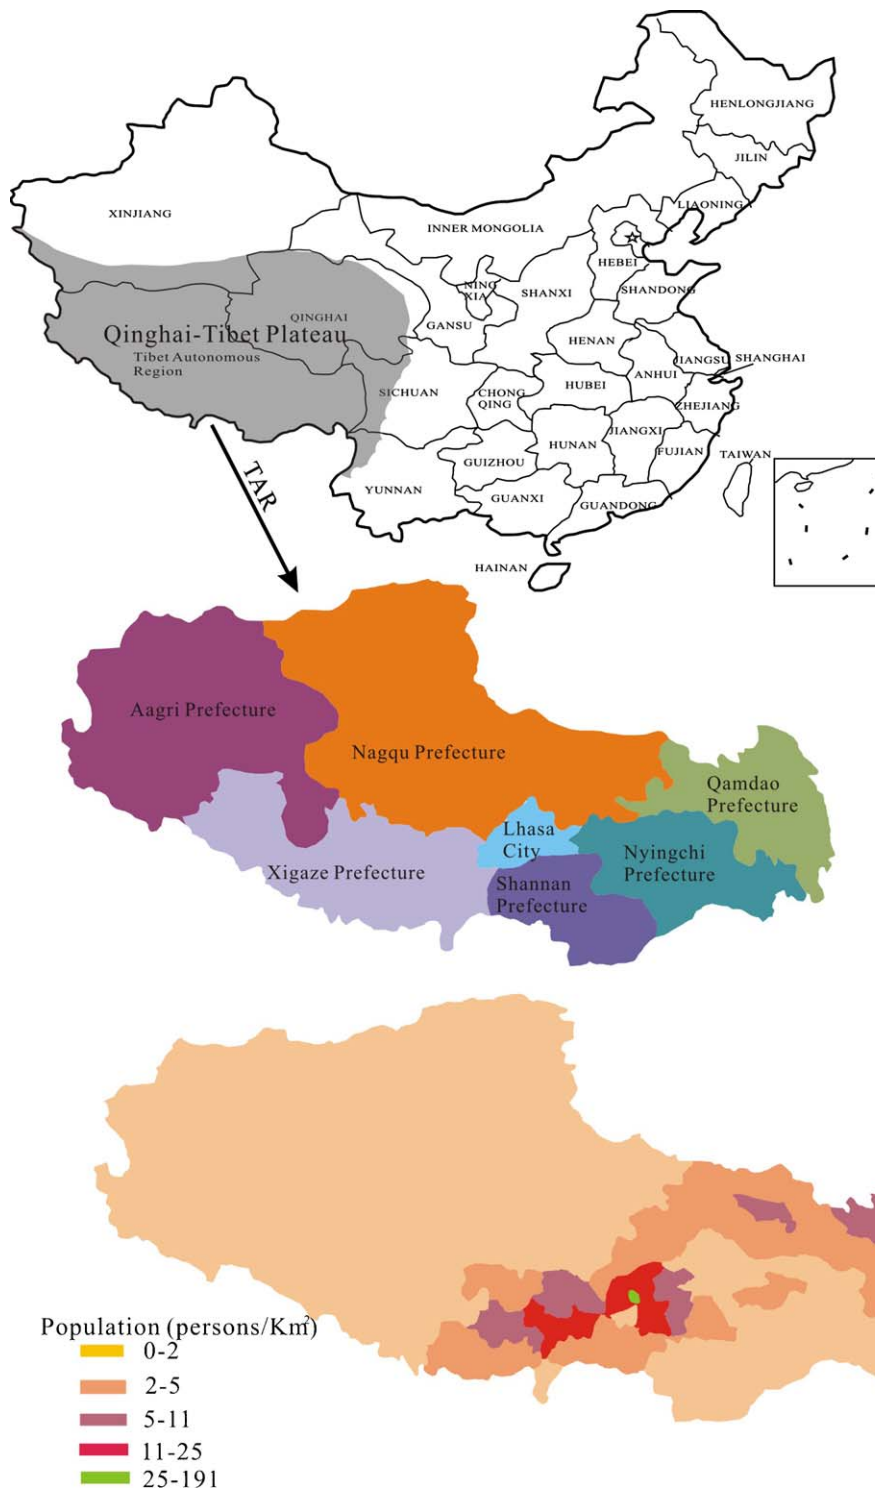 HENLONGJIANG
JILIN
LIAONING
XINJIANG
INNER MONGOLIA
HEBEI
NING
XIA
SHANXI
SHANDONG
QINGHAI
GANSU
Qinghai-Tibet Plateau
Tibet Autonomous
Region
HENAN
JIANGSU
SHANGHAI
ANHUI
SICHUAN
CHONG
QING
HUBEI
ZHEJIANG
JIANGXI
HUNAN
FUJIAN
TAIWAN
GUIZHOU
YUNNAN
GUANXI
GUANDONG
HAINAN
TAR
Aagri Prefecture
Nagqu Prefecture
Qamdao
Prefecture
Lhasa
City
Nyingchi
Prefecture
Xigaze Prefecture
Shannan
Prefecture
Population (persons/Km²)
0-2
2-5
5-11
11-25
25-191